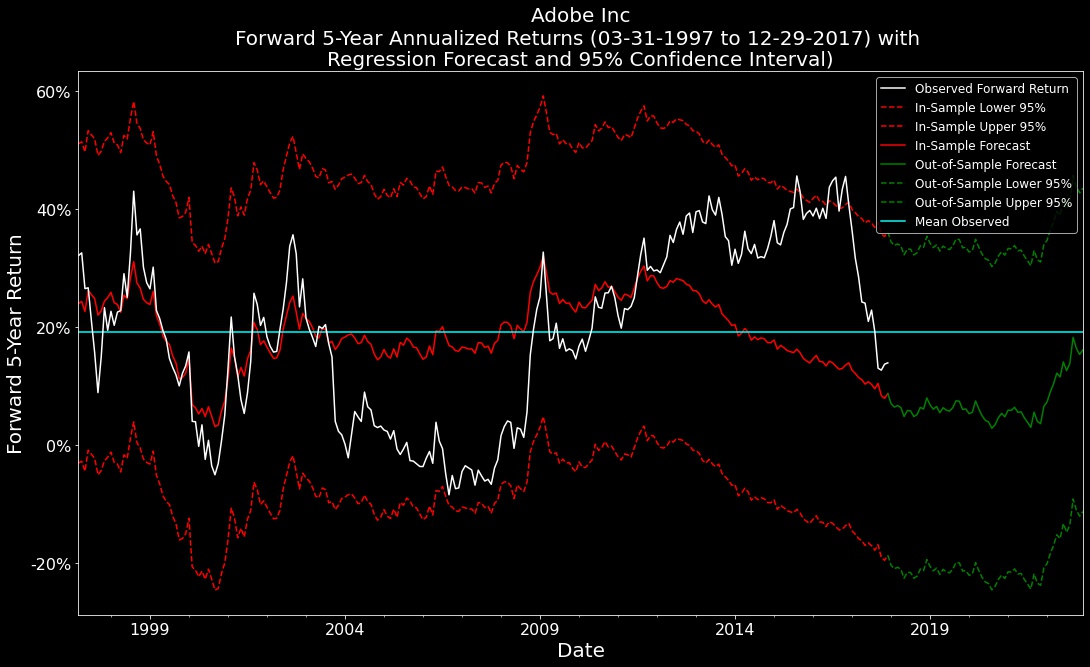 Adobe Inc
Forward 5-Year Annualized Returns (03-31-1997 to 12-29-2017) with
Regression Forecast and 95% Confidence Interval)
Observed Forward Return
In-Sample Lower 95%
In-Sample Upper 95%
In-Sample Forecast
Out-of-Sample Forecast
Out-of-Sample Lower 95%
Out-of-Sample Upper 95%
Mean Observed
Forward 5-Year Return
60%
40%
20%
0%
-20%
1999 2004 2009 2014 2019
Date